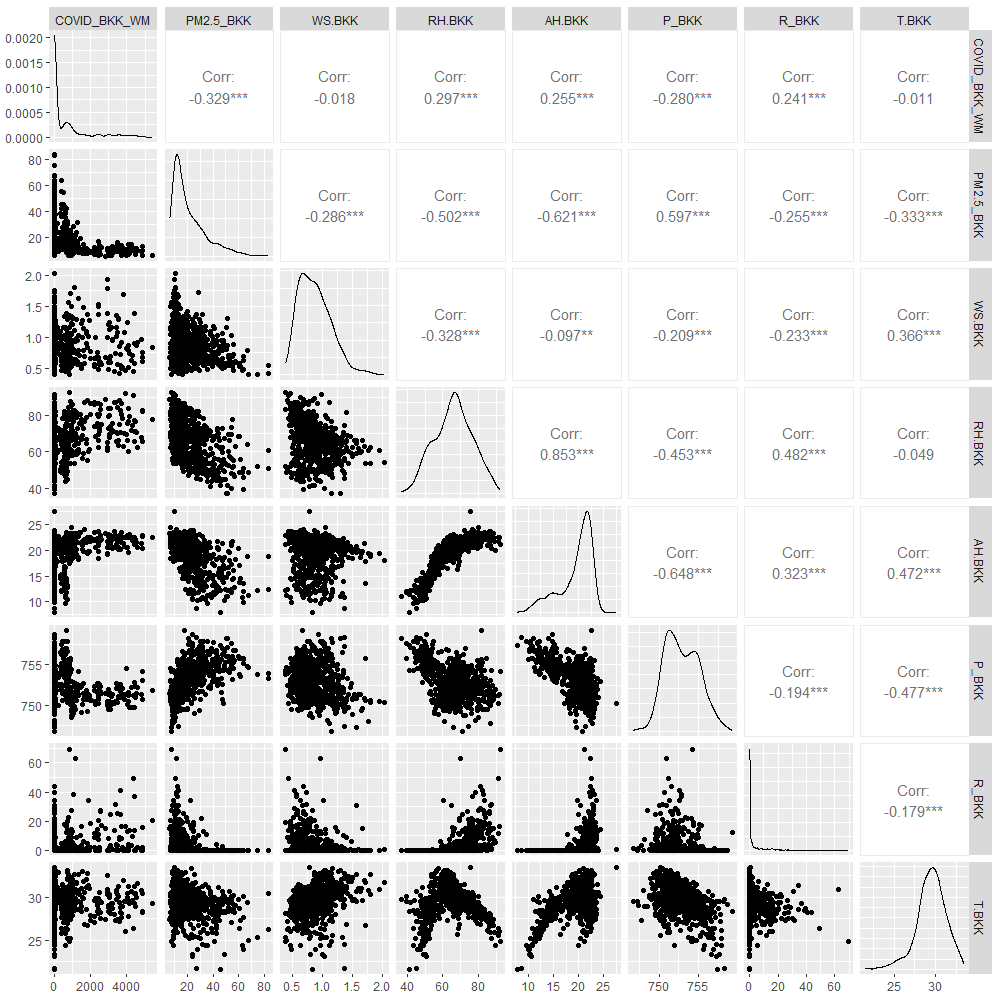 COVID_BKK_WM PM2.5_BKK WS.BKK RH.BKK AH.BKK P_BKK R_BKK T.BKK
0.0020
0.0015
0.0010
0.0005
0.0000
Corr: Corr: Corr: Corr: Corr: Corr: Corr:
-0.329*** -0.018 0.297*** 0.255*** -0.280*** 0.241*** -0.011
COVID_BKK_WM
80
60
40
20
Corr: Corr: Corr: Corr: Corr: Corr:
-0.286*** -0.502*** -0.621*** 0.597*** -0.255*** -0.333***
PM2.5_BKK
2.0
1.5
1.0
0.5
Corr: Corr: Corr: Corr: Corr:
-0.328*** -0.097** -0.209*** -0.233*** 0.366***
WS.BKK
80
60
40
Corr: Corr: Corr: Corr:
0.853*** -0.453*** 0.482*** -0.049
RH.BKK
25
20
15
10
Corr: Corr: Corr:
-0.648*** 0.323*** 0.472***
AH.BKK
755
750
Corr: Corr:
-0.194*** -0.477***
P_BKK
60
40
20
0
Corr:
-0.179***
R_BKK
30
25
T.BKK
0 2000 4000 20 40 60 80 0.5 1.0 1.5 2.0 40 60 80 10 15 20 25 750 755 0 20 40 60 25 30